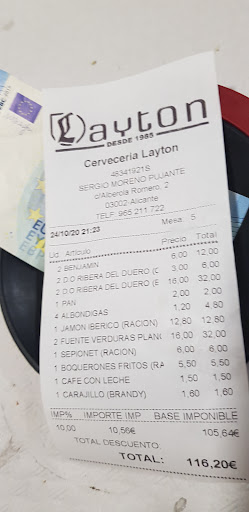 Layton
DESDE 1985
Cerveceria Layton
48341921S
SERGIO MORENO PUJANTE
c/Alberola Romero, 2
03002-Alicante
TELF: 965 211 722
24/10/20 21:23 Mesa: 5
Uds Articulo Precio Total
2 BENJAMIN 6,00 12,00
2 D.O RIBERA DEL DUERO (C 3,00 6,00
2 D.O RIBERA DEL DUERO (E 16,00 32,00
1 PAN 2,00 2,00
4 ALBONDIGAS 1,20 4,80
1 JAMON IBERICO (RACION) 12,80 12,80
2 FUENTE VERDURAS PLANC 16,00 32,00
1 SEPIONET (RACION) 6,00 6,00
1 BOQUERONES FRITOS (RA 5,50 5,50
1 CAFE CON LECHE 1,50 1,50
1 CARAJILLO (BRANDY) 1,60 1,60
IMP% IMPORTE IMP BASE IMPONIBLE
10,00 10,56% 105,64€
TOTAL DESCUENTO:
TOTAL: 116,20€